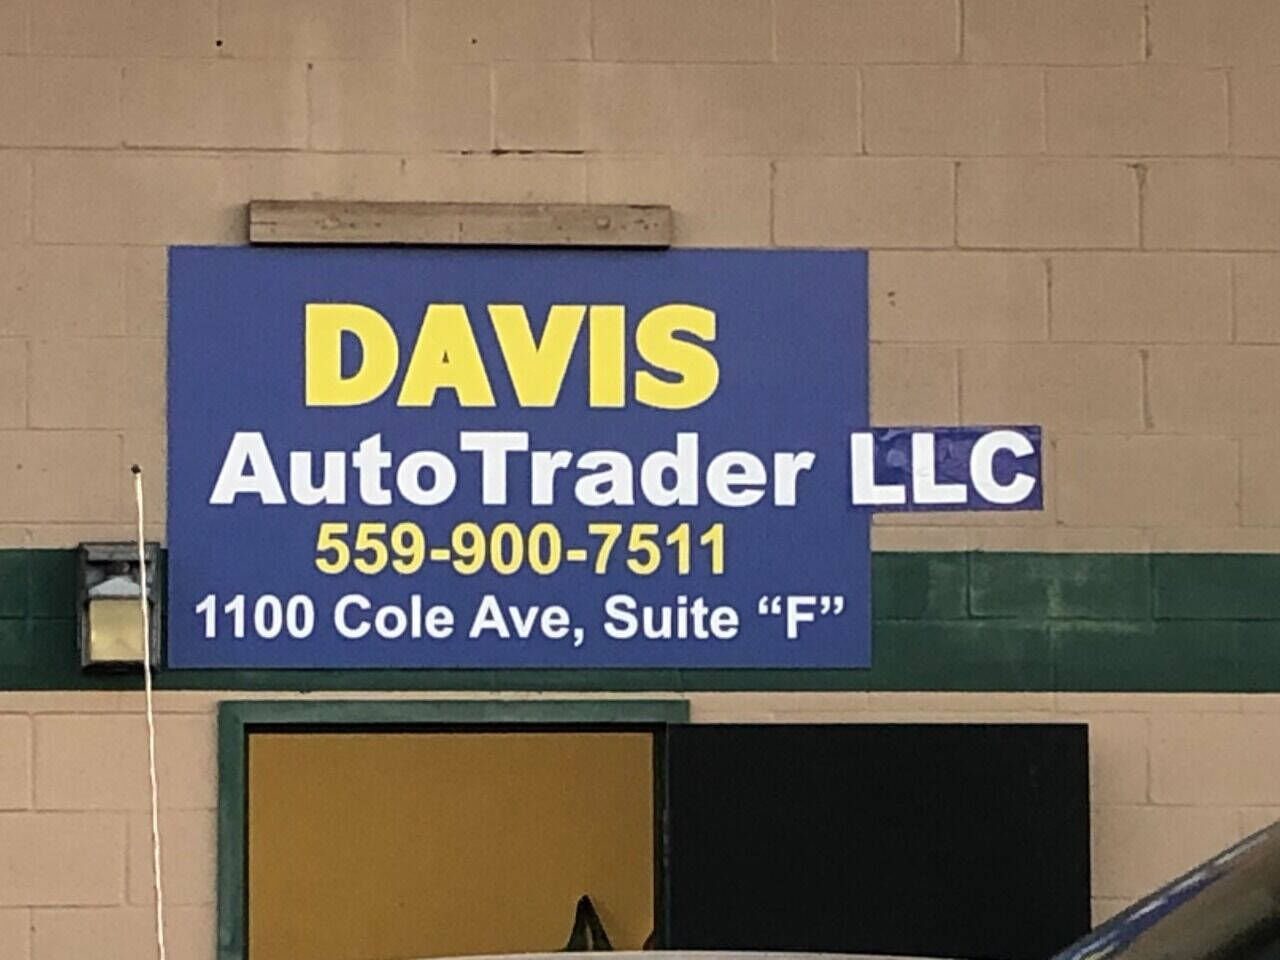 DAVIS
AutoTrader LLC
559-900-7511
1100 Cole Ave, Suite “F”